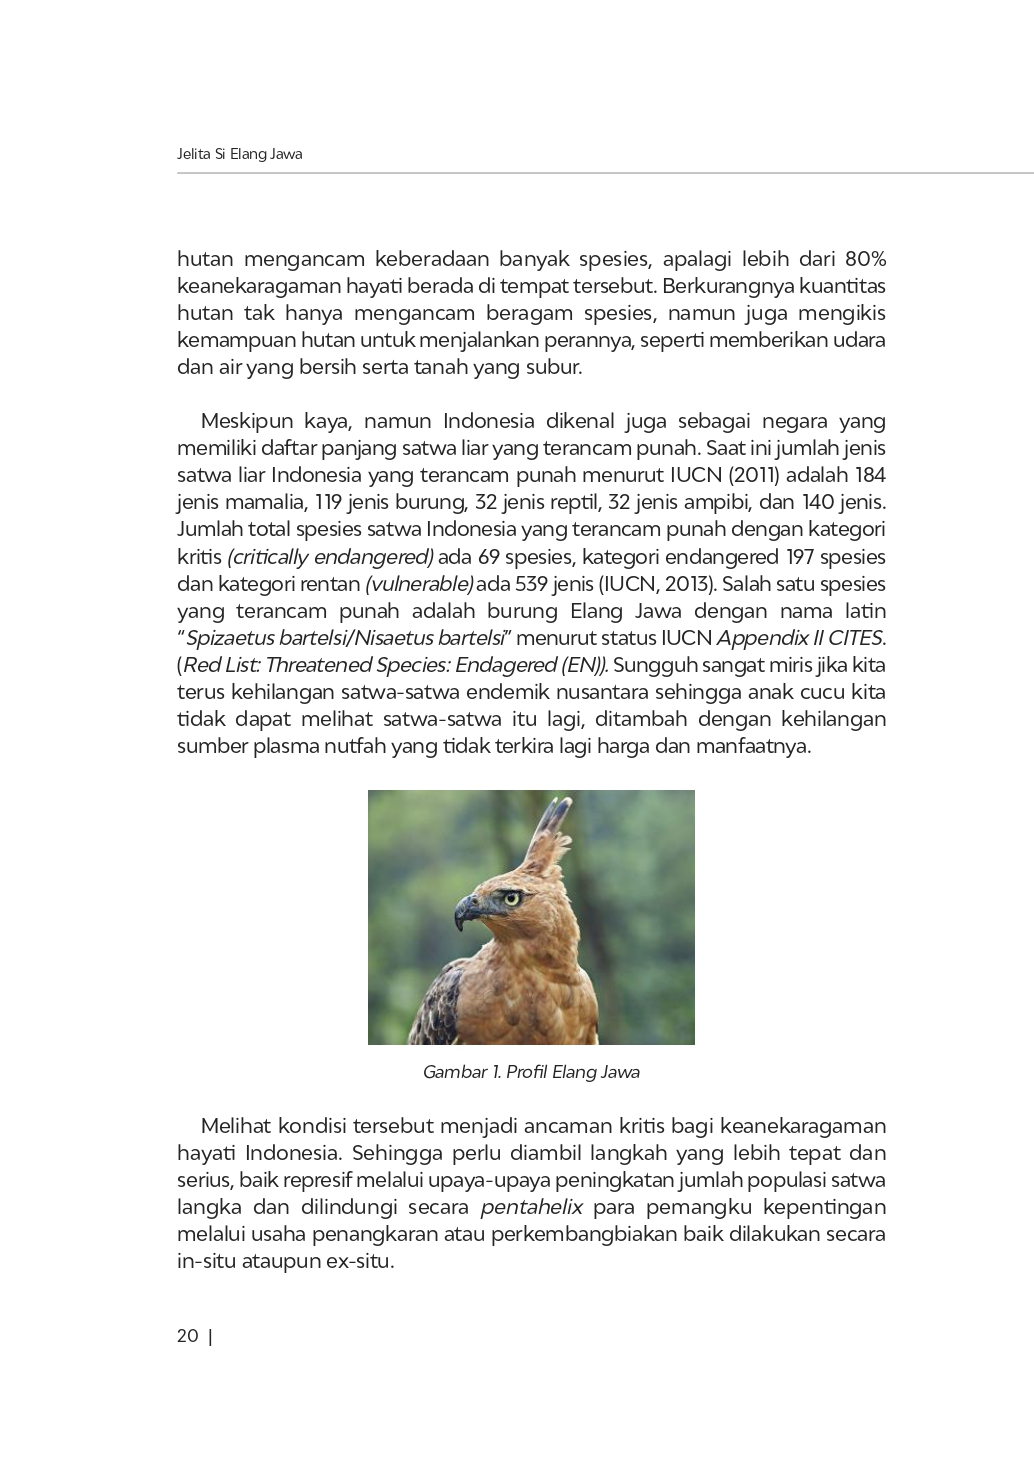 Jelita Si Elang Jawa
hutan mengancam keberadaan banyak spesies, apalagi lebih dari 80%
keanekaragaman hayati berada di tempat tersebut. Berkurangnya kuantitas
hutan tak hanya mengancam beragam spesies, namun juga mengikis
kemampuan hutan untuk menjalankan perannya, seperti memberikan udara
dan air yang bersih serta tanah yang subur.
Meskipun kaya, namun Indonesia dikenal juga sebagai negara yang
memiliki daftar panjang satwa liar yang terancam punah. Saat ini jumlah jenis
satwa liar Indonesia yang terancam punah menurut IUCN (2011) adalah 184
jenis mamalia, 119 jenis burung, 32 jenis reptil, 32 jenis ampibi, dan 140 jenis.
Jumlah total spesies satwa Indonesia yang terancam punah dengan kategori
kritis (critically endangered) ada 69 spesies, kategori endangered 197 spesies
dan kategori rentan (vulnerable) ada 539 jenis (IUCN, 2013). Salah satu spesies
yang terancam punah adalah burung Elang Jawa dengan nama latin
“Spizaetus bartelsi/Nisaetus bartelsi” menurut status IUCN Appendix II CITES.
(Red List: Threatened Species: Endagered (EN)). Sungguh sangat miris jika kita
terus kehilangan satwa-satwa endemik nusantara sehingga anak cucu kita
tidak dapat melihat satwa-satwa itu lagi, ditambah dengan kehilangan
sumber plasma nutfah yang tidak terkira lagi harga dan manfaatnya.
Gambar 1. Profil Elang Jawa
Melihat kondisi tersebut menjadi ancaman kritis bagi keanekaragaman
hayati Indonesia. Sehingga perlu diambil langkah yang lebih tepat dan
serius, baik represif melalui upaya-upaya peningkatan jumlah populasi satwa
langka dan dilindungi secara pentahelix para pemangku kepentingan
melalui usaha penangkaran atau perkembangbiakan baik dilakukan secara
in-situ ataupun ex-situ.
20 |